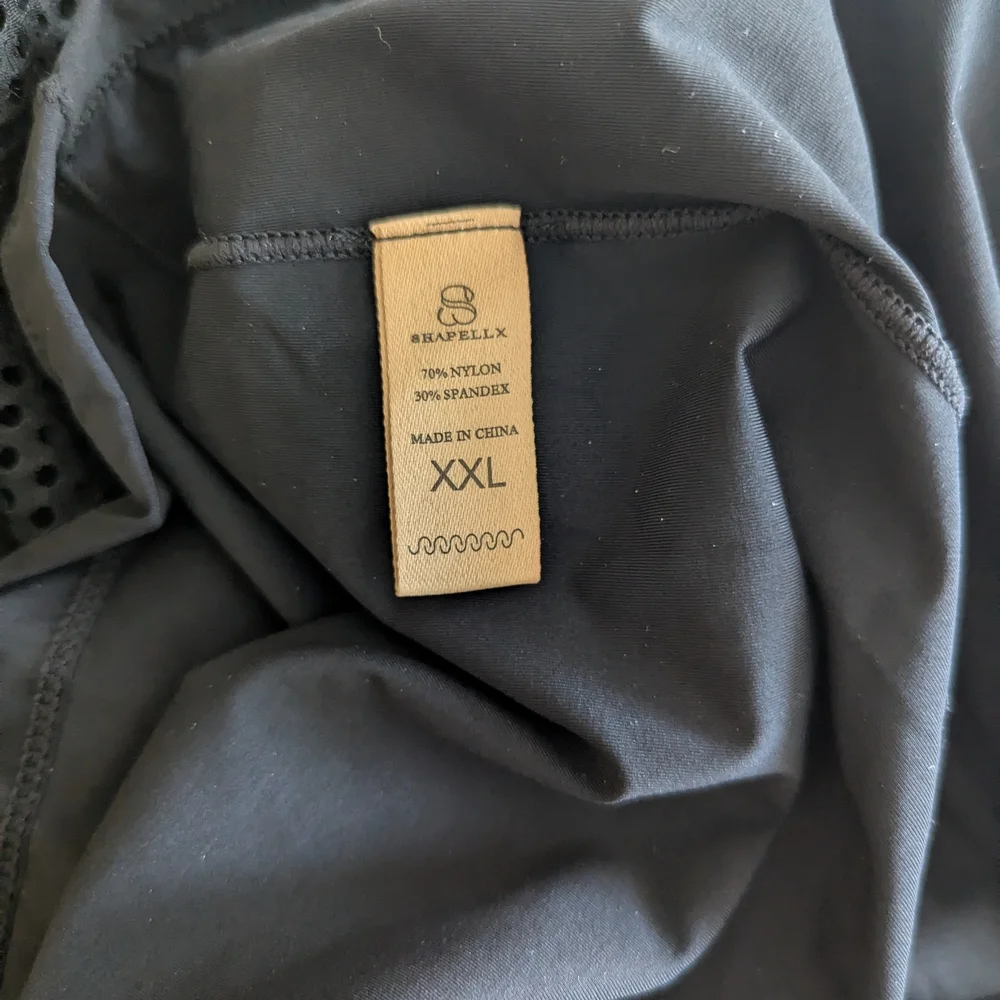 SHAPELLX
70% NYLON
30% SPANDEX
MADE IN CHINA
XXL